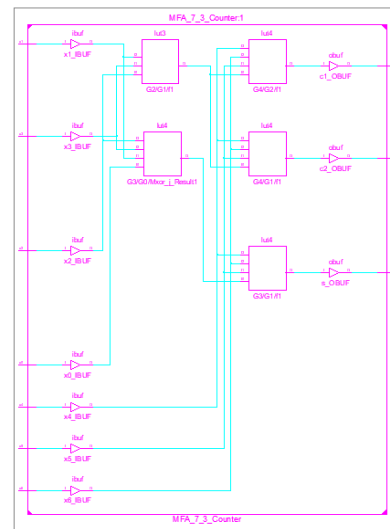 MFA_7_3_Counter:1
ibuf
x1_IBUF
lut3
G2/G1/f1
lut4
G4/G2/f1
obuf
c1_OBUF
ibuf
x3_IBUF
lut4
G3/G0/Mxor_j_Result1
lut4
G4/G1/f1
obuf
c2_OBUF
ibuf
x2_IBUF
lut4
G3/G1/f1
obuf
s_OBUF
ibuf
x0_IBUF
ibuf
x4_IBUF
ibuf
x5_IBUF
ibuf
x6_IBUF
MFA_7_3_Counter